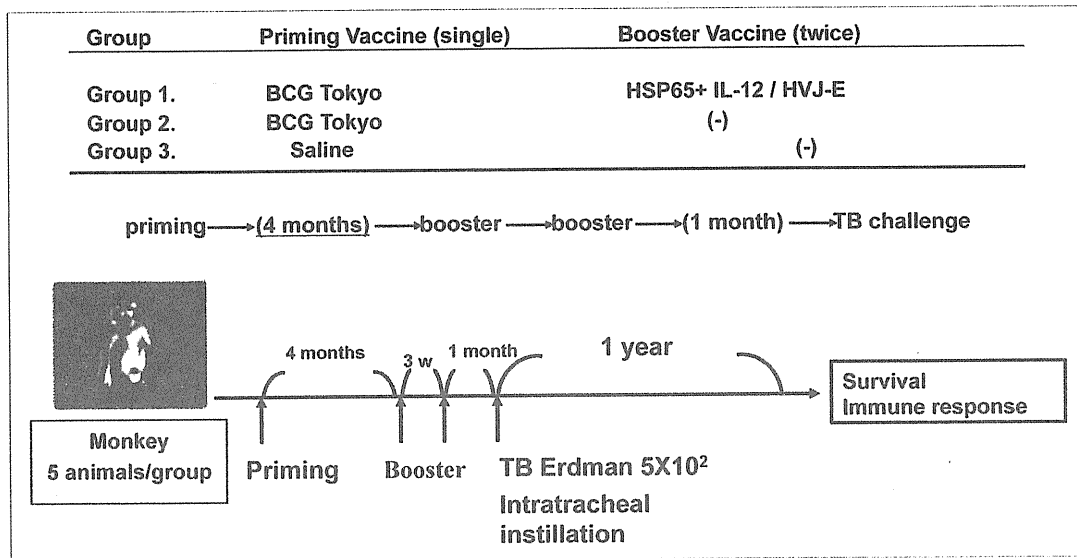 Group Priming Vaccine (single) Booster Vaccine (twice)
Group 1. BCG Tokyo HSP65+ IL-12 / HVJ-E
Group 2. BCG Tokyo (-)
Group 3. Saline (-)
priming→(4 months)→booster→booster→(1 month)→TB challenge
4 months 3 w 1 month 1 year
Survival
Immune response
Monkey
5 animals/group
Priming Booster TB Erdman 5X10²
Intratracheal
instillation